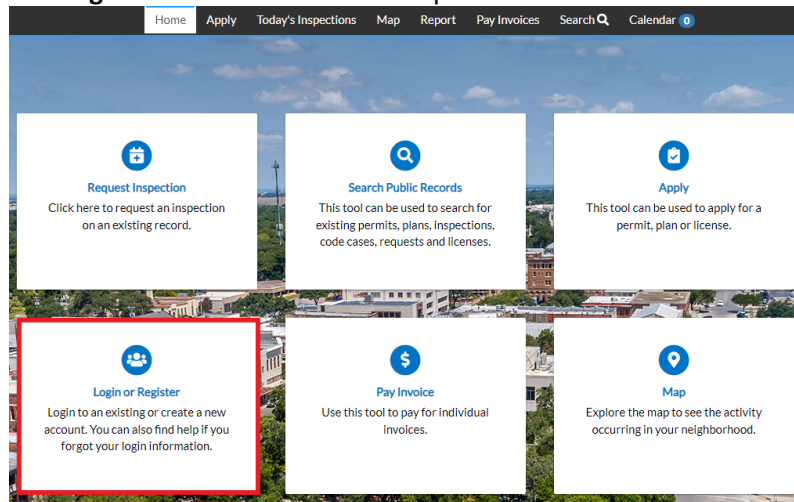 Home Apply Today's Inspections Map Report Pay Invoices Search Calendar 0
Request Inspection
Click here to request an inspection
on an existing record.
Search Public Records
This tool can be used to search for
existing permits, plans, inspections,
code cases, requests and licenses.
Apply
This tool can be used to apply for a
permit, plan or license.
Login or Register
Login to an existing or create a new
account. You can also find help if you
forgot your login information.
Pay Invoice
Use this tool to pay for individual
invoices.
Map
Explore the map to see the activity
occurring in your neighborhood.